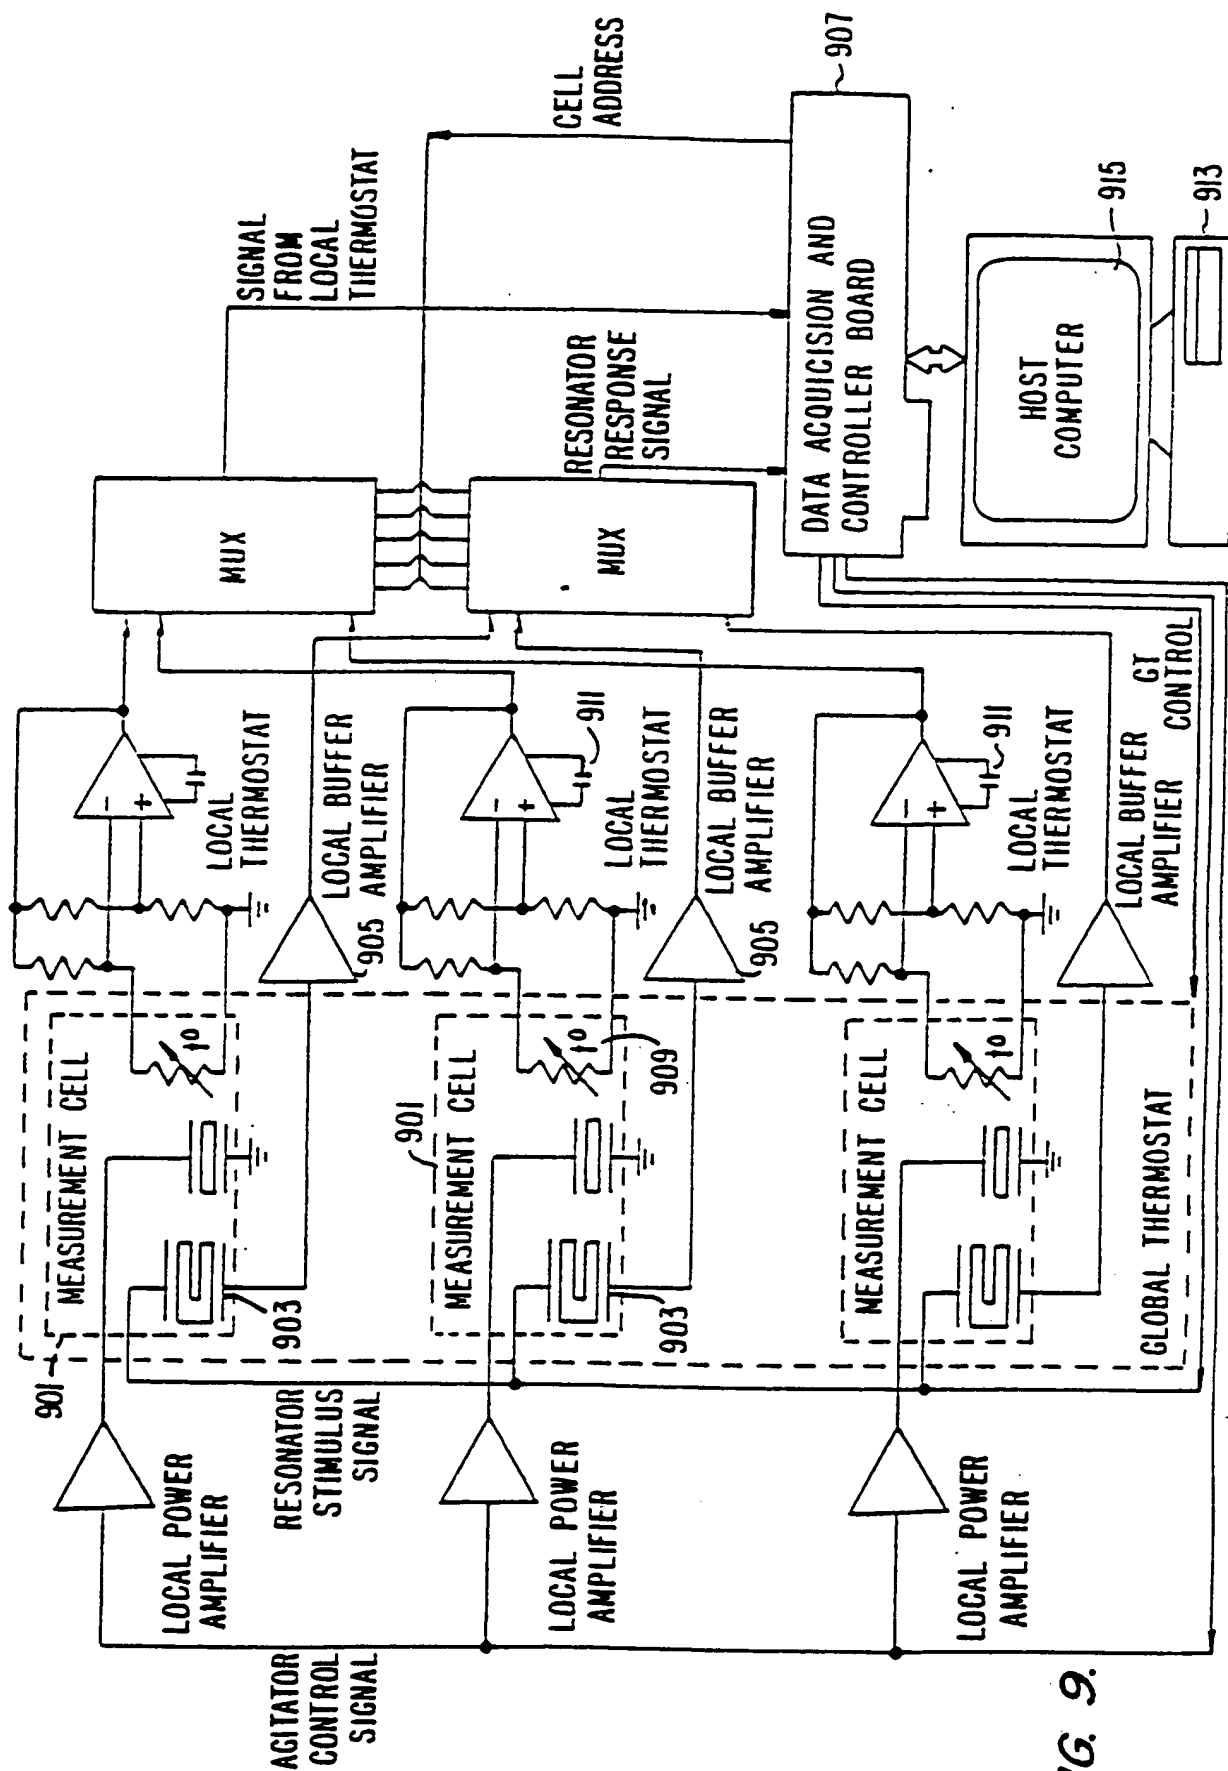 AGITATOR
CONTROL
SIGNAL
LOCAL POWER
AMPLIFIER
RESONATOR
STIMULUS
SIGNAL
LOCAL POWER
AMPLIFIER
LOCAL POWER
AMPLIFIER
901
MEASUREMENT CELL
903
t°
901
MEASUREMENT CELL
903
t°
909
MEASUREMENT CELL
t°
GLOBAL THERMOSTAT
-
+
LOCAL
THERMOSTAT
905
LOCAL BUFFER
AMPLIFIER
-
+
911
LOCAL
THERMOSTAT
905
LOCAL BUFFER
AMPLIFIER
-
+
911
LOCAL
THERMOSTAT
LOCAL BUFFER
AMPLIFIER
GT
CONTROL
MUX
MUX
SIGNAL
FROM
LOCAL
THERMOSTAT
RESONATOR
RESPONSE
SIGNAL
CELL
ADDRESS
DATA ACQUICISION AND
CONTROLLER BOARD
907
HOST
COMPUTER
915
913
IG. 9.